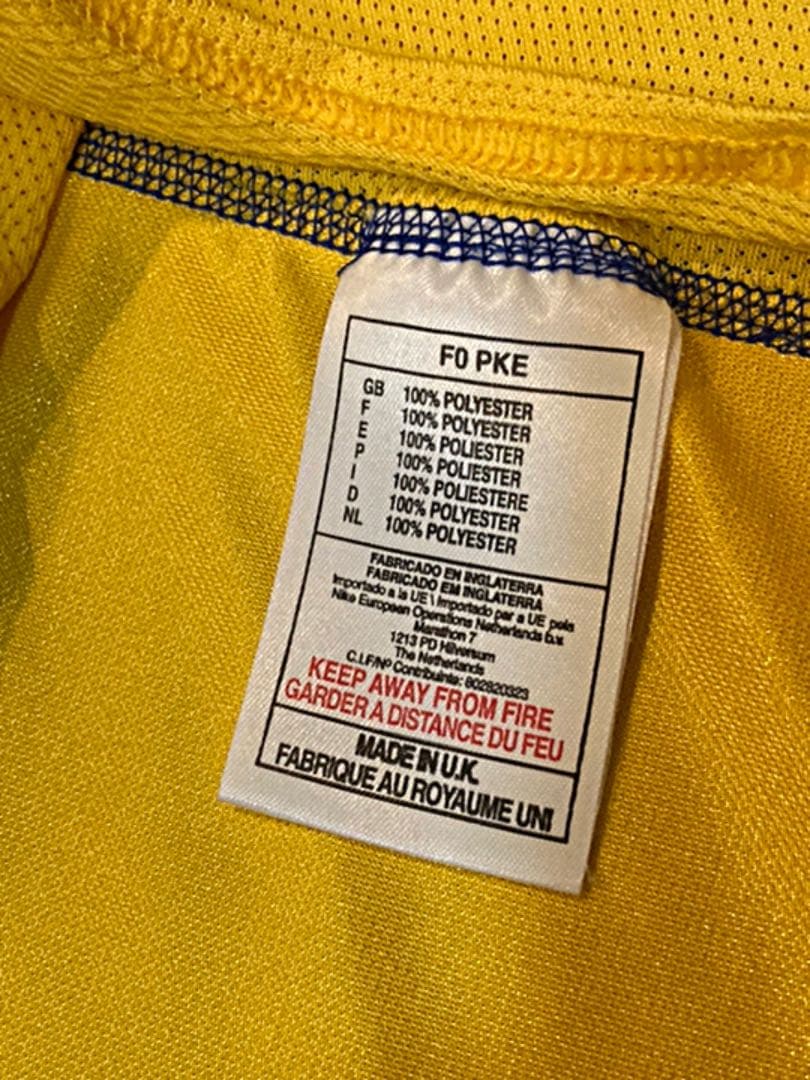 F0 PKE
GB 100% POLYESTER
F 100% POLYESTER
E 100% POLIESTER
P 100% POLIESTER
I 100% POLIESTERE
D 100% POLYESTER
NL 100% POLYESTER
FABRICADO EN INGLATERRA
FABRICADO EM INGLATERRA
Importado a la UE \ Importado par a UE pela
Nike European Operations Netherlands b.v.
Marathon 7
1213 PD Hilversum
The Netherlands
C.I.F/Nº Contribuinte: 802820323
KEEP AWAY FROM FIRE
GARDER A DISTANCE DU FEU
MADE IN U.K.
FABRIQUE AU ROYAUME UNI